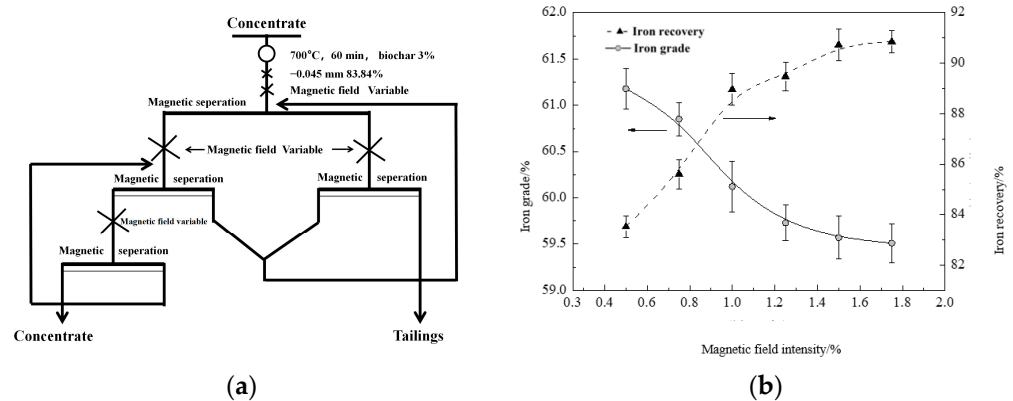 Concentrate
700°C, 60 min, biochar 3%
−0.045 mm 83.84%
Magnetic field Variable
Magnetic seperation
Magnetic field Variable
Magnetic seperation
Magnetic seperation
Magnetic field variable
Magnetic seperation
Concentrate
Tailings
(a)
Iron recovery
Iron grade
62.0
61.5
61.0
60.5
60.0
59.5
59.0
Iron grade/%
92
90
88
86
84
82
Iron recovery/%
0.3 0.4 0.6 0.8 1.0 1.2 1.4 1.6 1.8 2.0
Magnetic field intensity/%
(b)